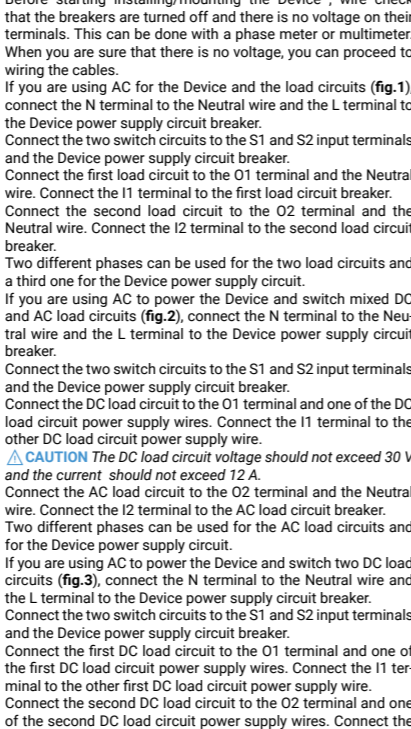 Before starting installing/mounting the Device , wire check
that the breakers are turned off and there is no voltage on their
terminals. This can be done with a phase meter or multimeter.
When you are sure that there is no voltage, you can proceed to
wiring the cables.
If you are using AC for the Device and the load circuits (fig.1),
connect the N terminal to the Neutral wire and the L terminal to
the Device power supply circuit breaker.
Connect the two switch circuits to the S1 and S2 input terminals
and the Device power supply circuit breaker.
Connect the first load circuit to the O1 terminal and the Neutral
wire. Connect the I1 terminal to the first load circuit breaker.
Connect the second load circuit to the O2 terminal and the
Neutral wire. Connect the I2 terminal to the second load circuit
breaker.
Two different phases can be used for the two load circuits and
a third one for the Device power supply circuit.
If you are using AC to power the Device and switch mixed DC
and AC load circuits (fig.2), connect the N terminal to the Neu-
tral wire and the L terminal to the Device power supply circuit
breaker.
Connect the two switch circuits to the S1 and S2 input terminals
and the Device power supply circuit breaker.
Connect the DC load circuit to the O1 terminal and one of the DC
load circuit power supply wires. Connect the I1 terminal to the
other DC load circuit power supply wire.
⚠ CAUTION The DC load circuit voltage should not exceed 30 V
and the current  should not exceed 12 A.
Connect the AC load circuit to the O2 terminal and the Neutral
wire. Connect the I2 terminal to the AC load circuit breaker.
Two different phases can be used for the AC load circuits and
for the Device power supply circuit.
If you are using AC to power the Device and switch two DC load
circuits (fig.3), connect the N terminal to the Neutral wire and
the L terminal to the Device power supply circuit breaker.
Connect the two switch circuits to the S1 and S2 input terminals
and the Device power supply circuit breaker.
Connect the first DC load circuit to the O1 terminal and one of
the first DC load circuit power supply wires. Connect the I1 ter-
minal to the other first DC load circuit power supply wire.
Connect the second DC load circuit to the O2 terminal and one
of the second DC load circuit power supply wires. Connect the